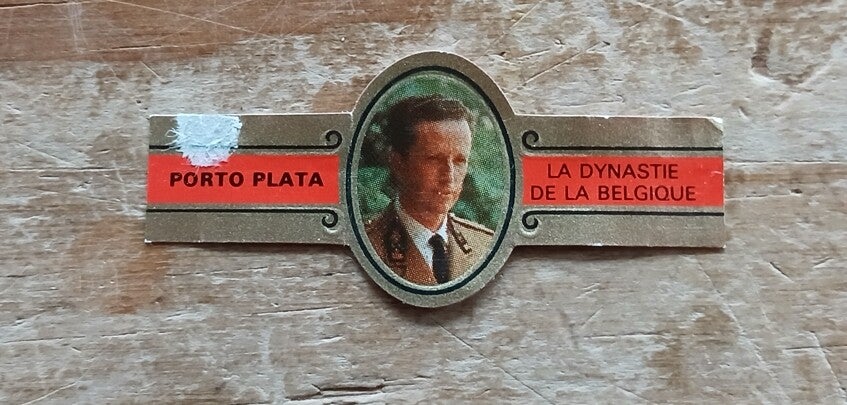 PORTO PLATA
LA DYNASTIE
DE LA BELGIQUE